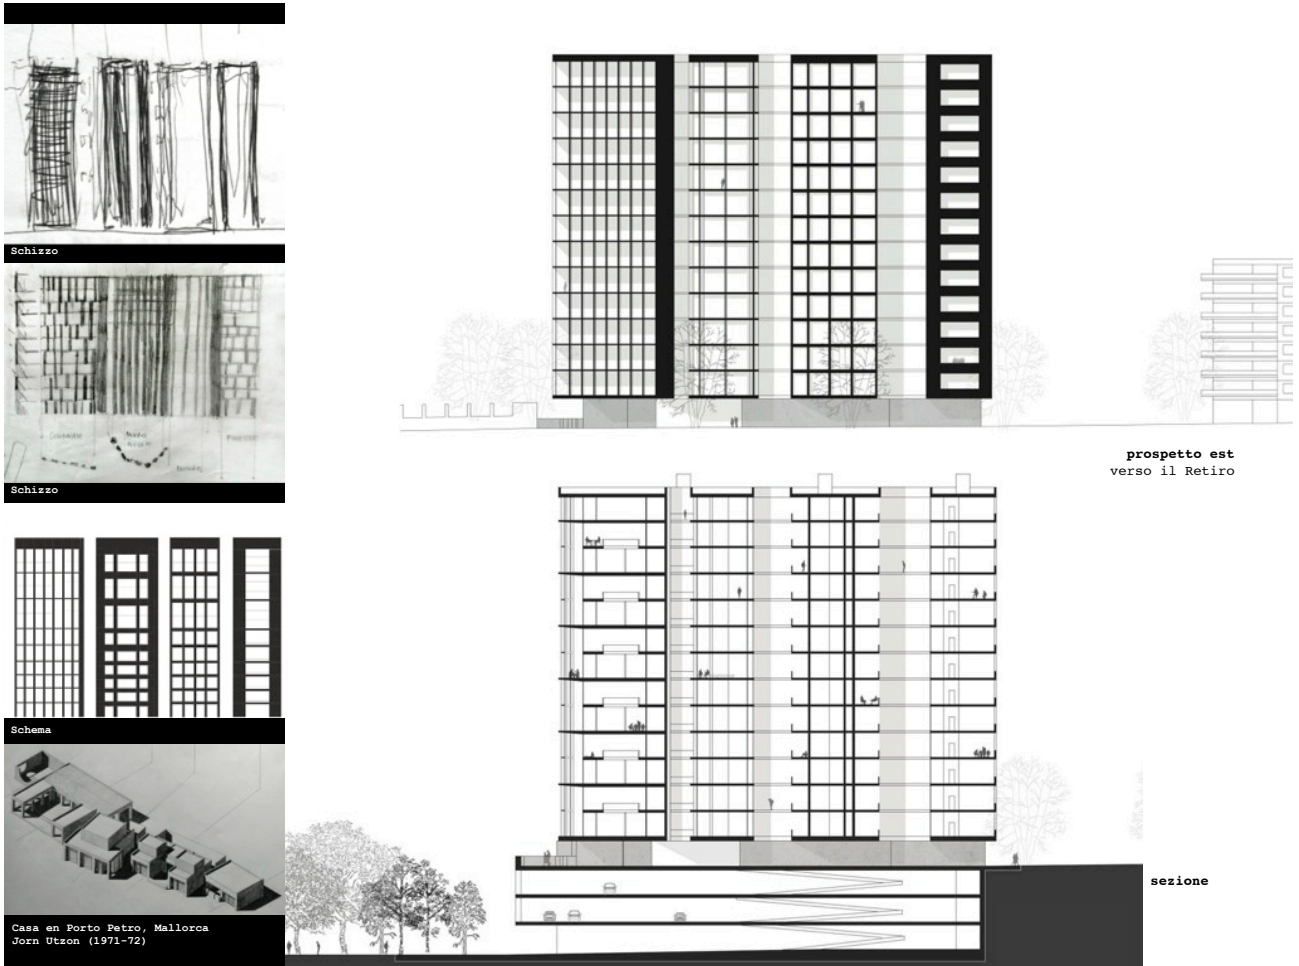 Schizzo
Schizzo
Schema
Casa en Porto Petro, Mallorca
Jorn Utzon (1971-72)
prospetto est
verso il Retiro
sezione